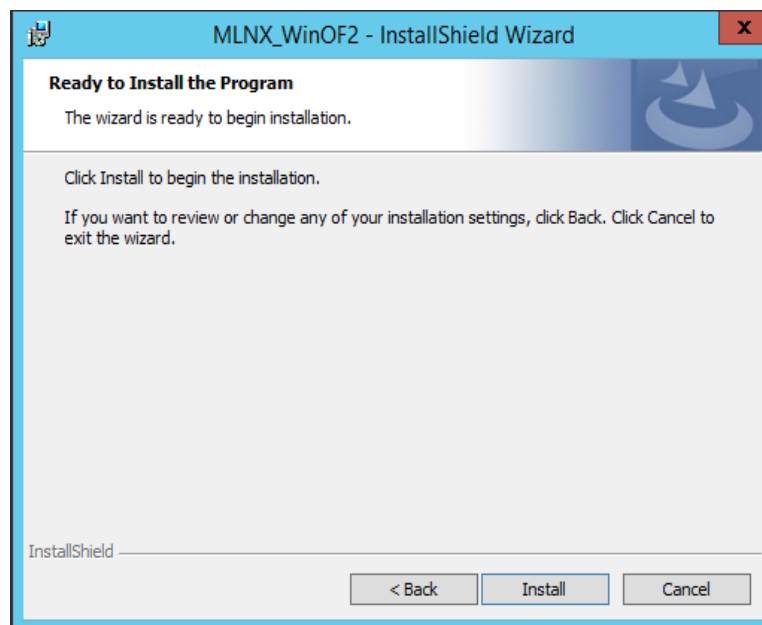 MLNX_WinOF2 - InstallShield Wizard
x
Ready to Install the Program
The wizard is ready to begin installation.
Click Install to begin the installation.
If you want to review or change any of your installation settings, click Back. Click Cancel to
exit the wizard.
InstallShield
< Back Install Cancel